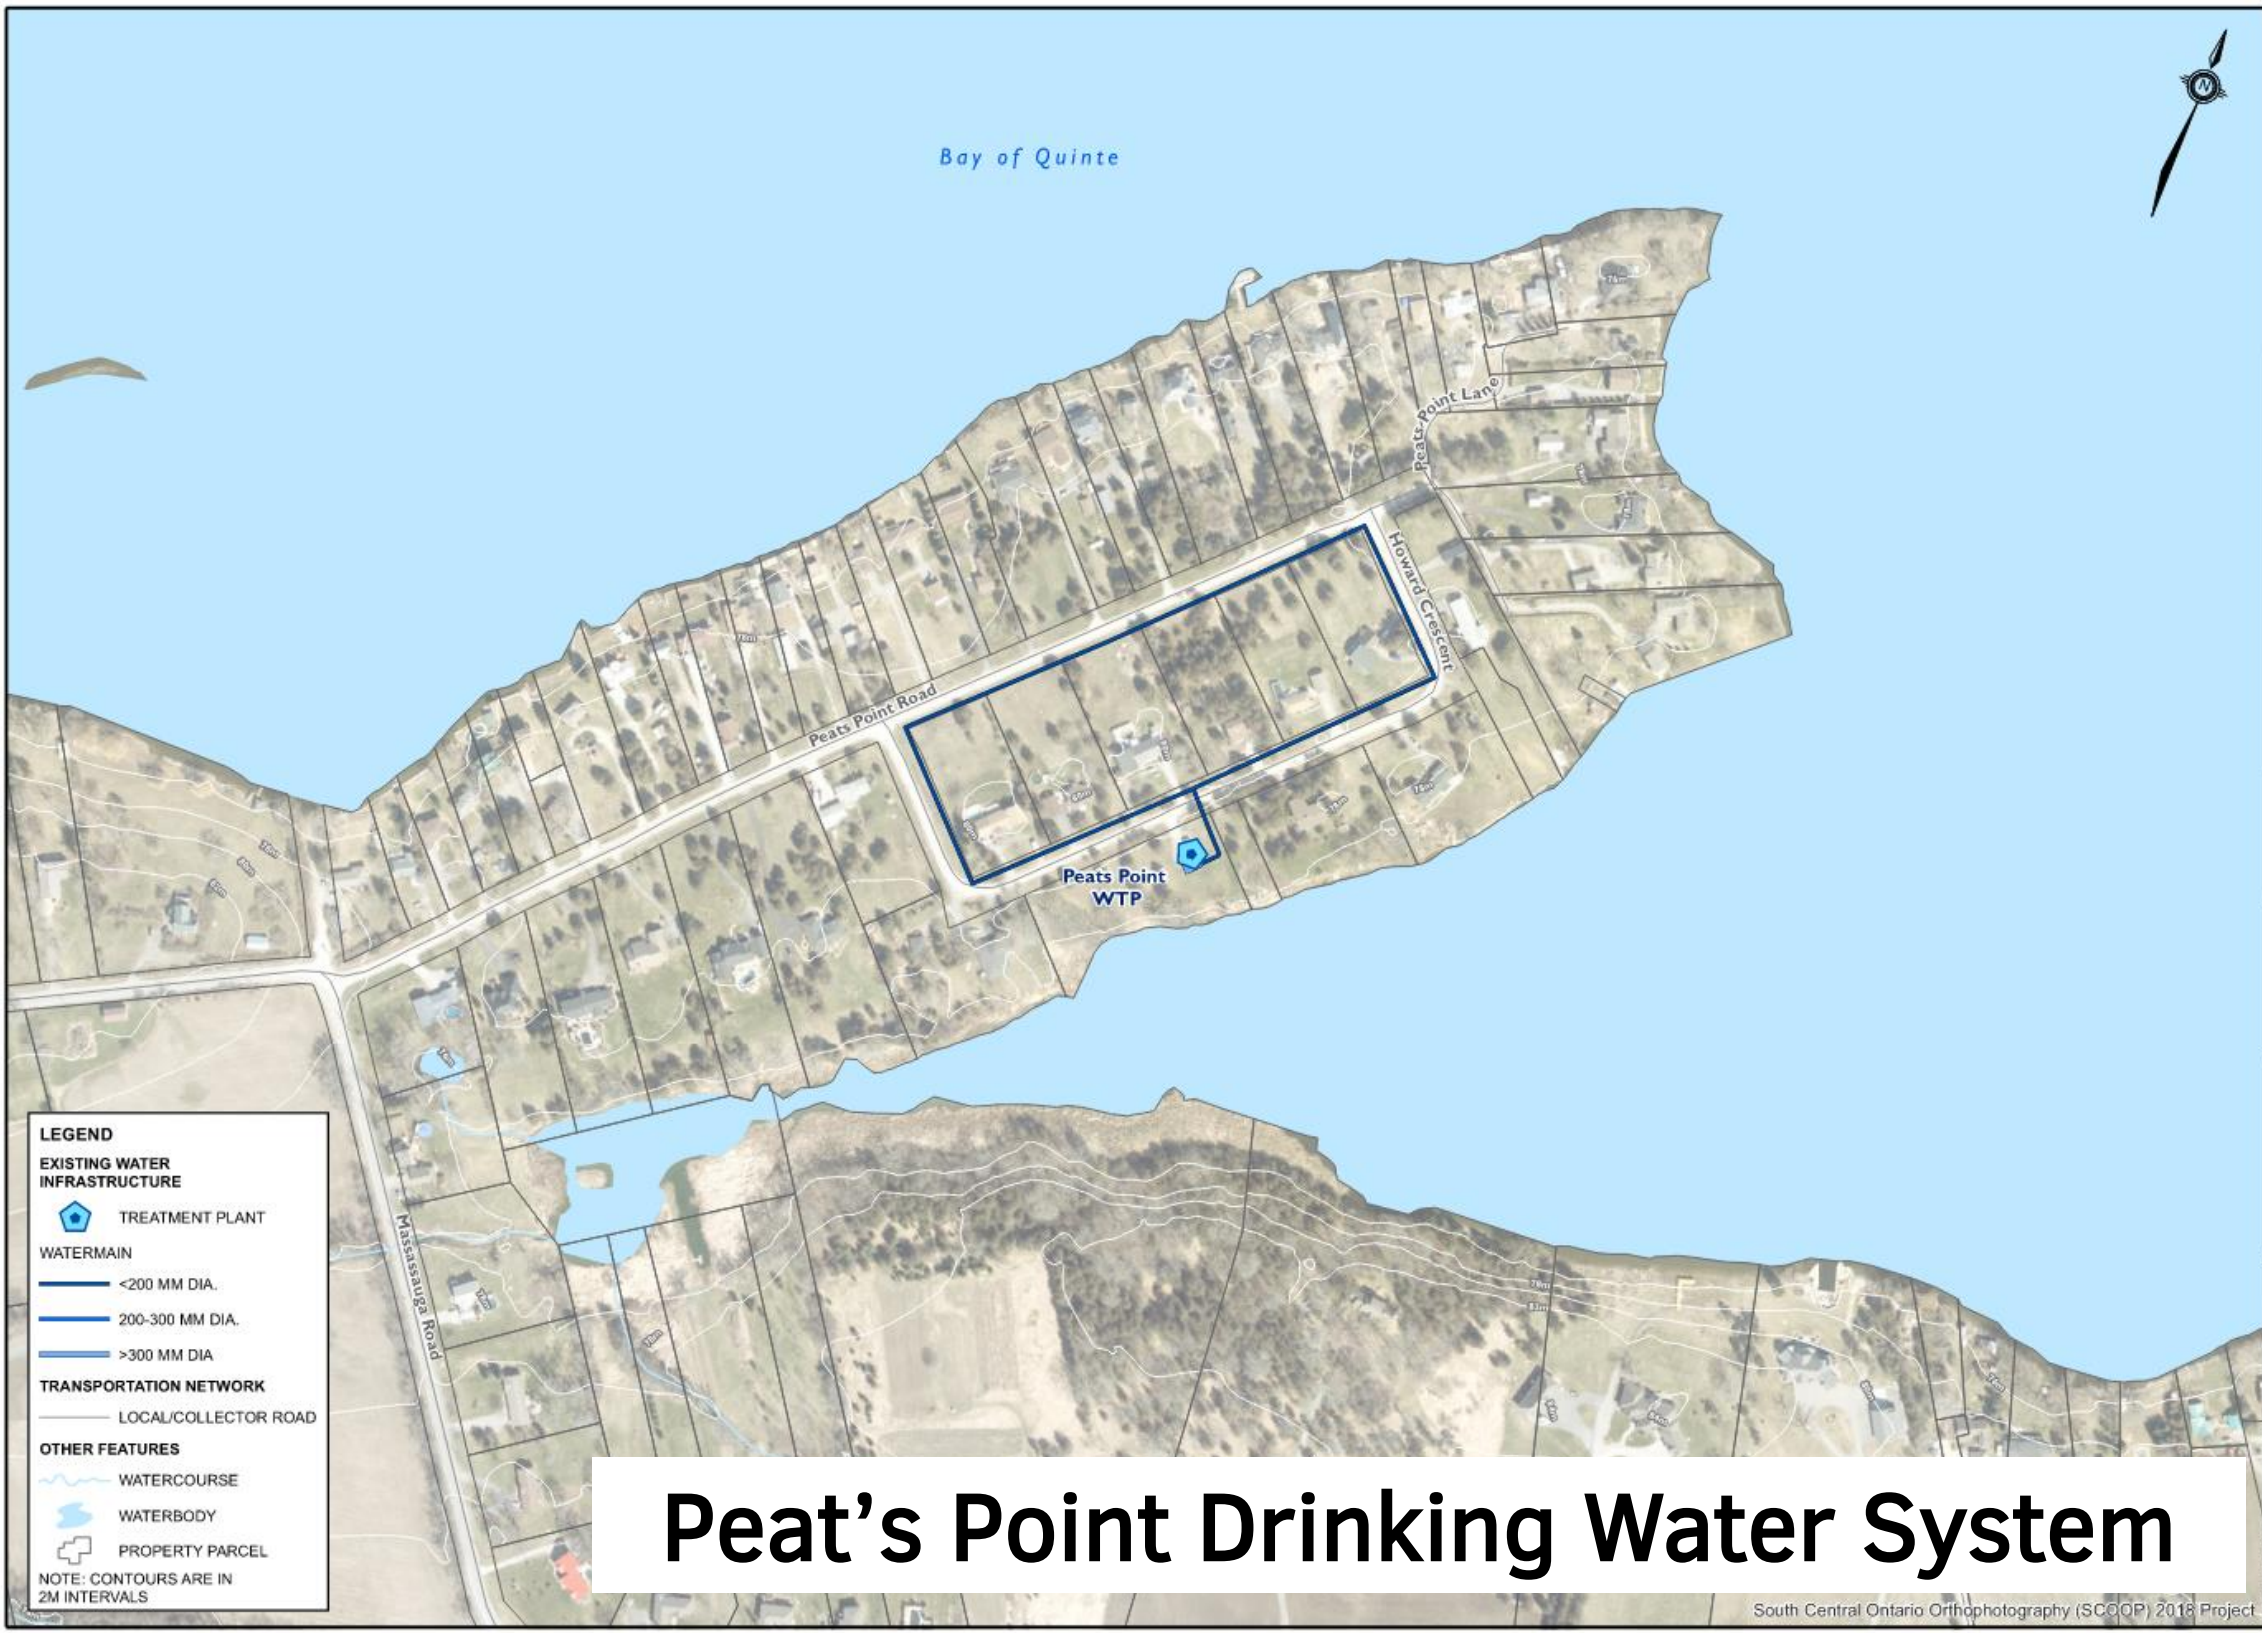 N
Bay of Quinte
Peats Point Lane
Howard Crescent
Peats Point Road
Peats Point
WTP
Massassauga Road
LEGEND
EXISTING WATER
INFRASTRUCTURE
TREATMENT PLANT
WATERMAIN
<200 MM DIA.
200-300 MM DIA.
>300 MM DIA
TRANSPORTATION NETWORK
LOCAL/COLLECTOR ROAD
OTHER FEATURES
WATERCOURSE
WATERBODY
PROPERTY PARCEL
NOTE: CONTOURS ARE IN
2M INTERVALS
Peat's Point Drinking Water System
South Central Ontario Orthophotography (SCOOP) 2018 Project